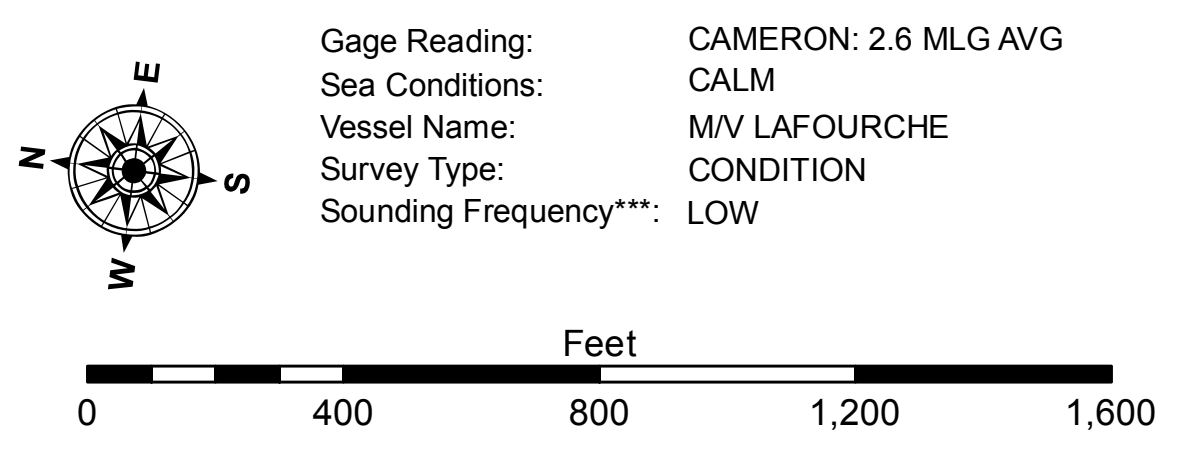 E
N
S
W
Gage Reading: CAMERON: 2.6 MLG AVG
Sea Conditions: CALM
Vessel Name: M/V LAFOURCHE
Survey Type: CONDITION
Sounding Frequency***: LOW
Feet
0 400 800 1,200 1,600